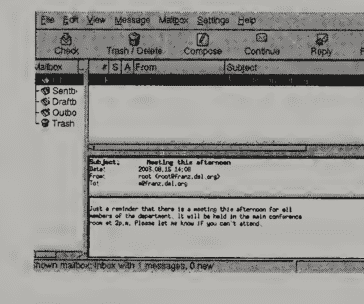 File Edit View Message Mailbox Settings Help
Check Trash / Delete Compose Continue Reply
Mailbox # S A From Subject
Sentb
Draftb
Outbo
Trash
Subject: Meeting this afternoon
Date: 2003.08.15 14:08
From: root (root@franz.del.org)
To: m@franz.del.org
Just a reminder that there is a meeting this afternoon for all
members of the department. It will be held in the main conference
room at 2p.m. Please let me know if you can't attend.
hown mailbox: Inbox with 1 messages, 0 new